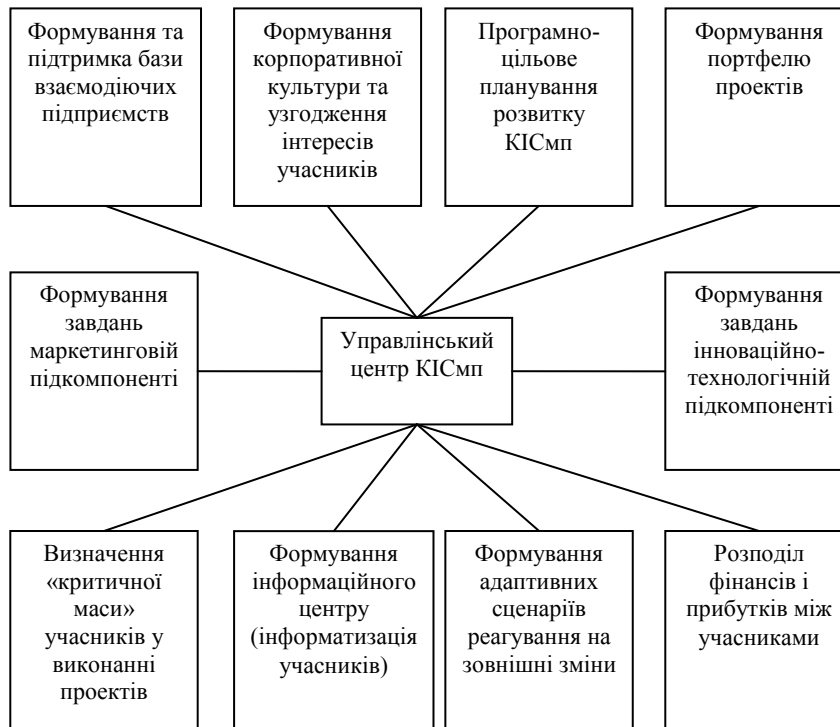 Формування та
підтримка бази
взаємодіючих
підприємств
Формування
корпоративної
культури та
узгодження
інтересів
учасників
Програмно-
цільове
планування
розвитку
КІСмп
Формування
портфелю
проектів
Формування
завдань
маркетинговій
підкомпоненті
Управлінський
центр КІСмп
Формування
завдань
інноваційно-
технологічній
підкомпоненті
Визначення
«критичної
маси»
учасників у
виконанні
проектів
Формування
інформаційного
центру
(інформатизація
учасників)
Формування
адаптивних
сценаріїв
реагування на
зовнішні зміни
Розподіл
фінансів і
прибутків між
учасниками